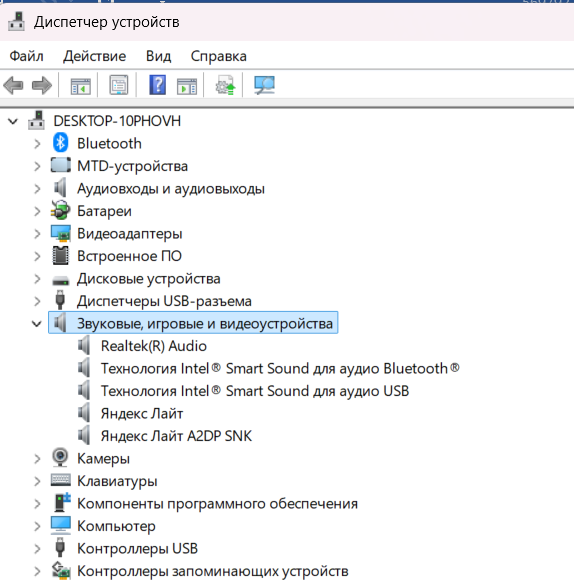 Диспетчер устройств
Файл Действие Вид Справка
DESKTOP-10PHOVH
Bluetooth
MTD-устройства
Аудиовходы и аудиовыходы
Батареи
Видеоадаптеры
Встроенное ПО
Дисковые устройства
Диспетчеры USB-разъема
Звуковые, игровые и видеоустройства
Realtek(R) Audio
Технология Intel® Smart Sound для аудио Bluetooth®
Технология Intel® Smart Sound для аудио USB
Яндекс Лайт
Яндекс Лайт A2DP SNK
Камеры
Клавиатуры
Компоненты программного обеспечения
Компьютер
Контроллеры USB
Контроллеры запоминающих устройств